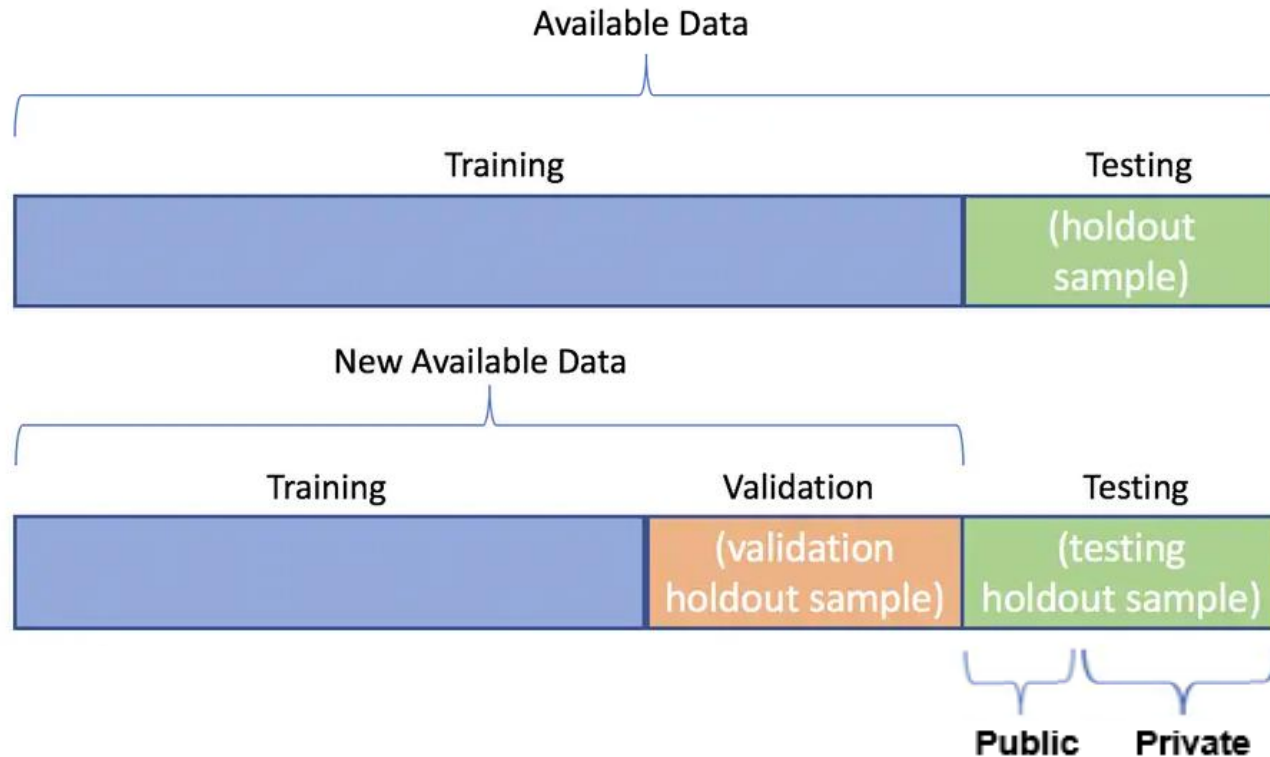 Available Data
Training Testing
(holdout
sample)
New Available Data
Training Validation Testing
(validation (testing
holdout sample) holdout sample)
Public Private